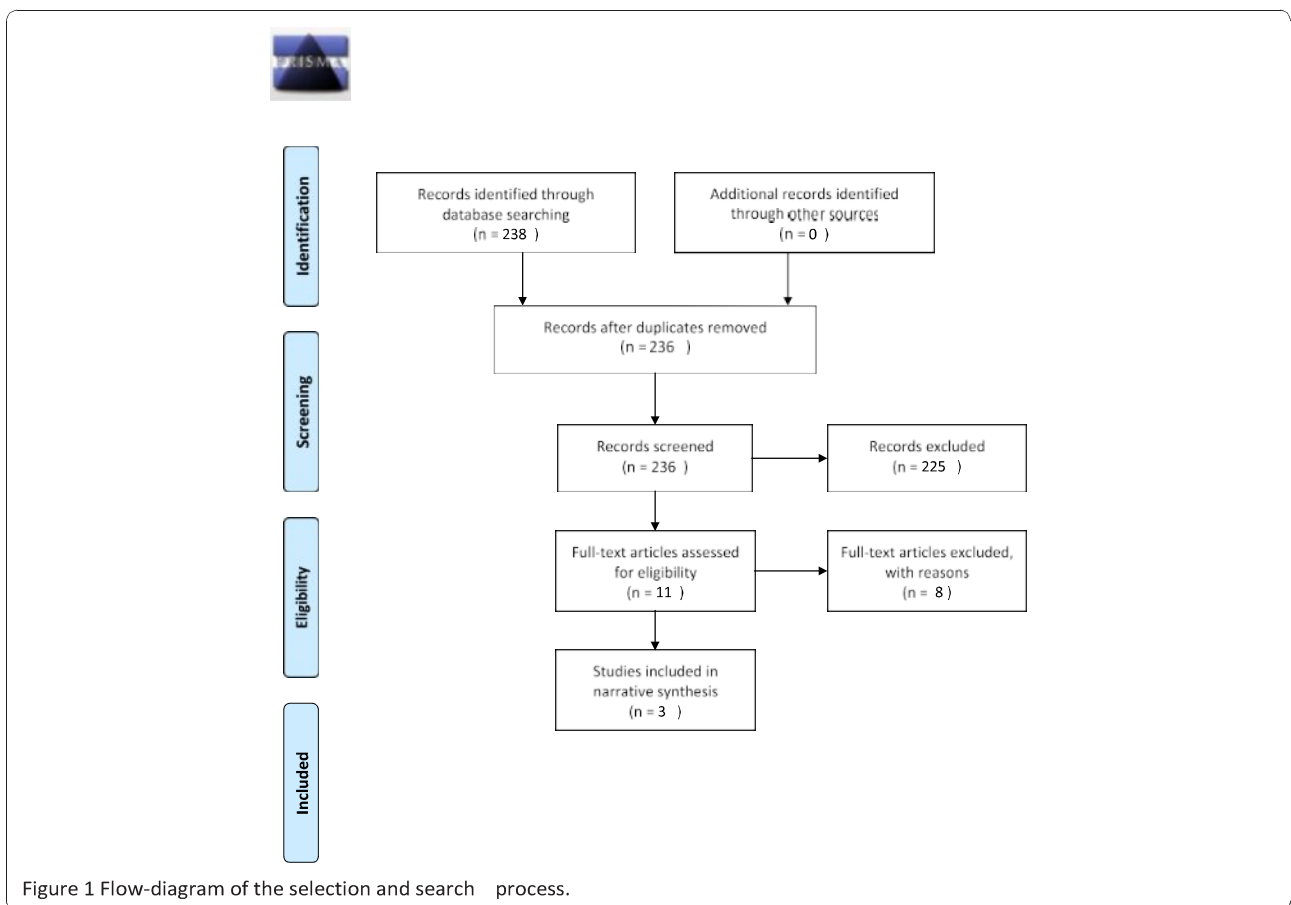 PRISMA
Identification
Records identified through
database searching
(n = 238 )
Additional records identified
through other sources
(n = 0 )
Records after duplicates removed
(n = 236 )
Screening
Records screened
(n = 236 )
Records excluded
(n = 225 )
Eligibility
Full-text articles assessed
for eligibility
(n = 11 )
Full-text articles excluded,
with reasons
(n = 8 )
Studies included in
narrative synthesis
(n = 3 )
Included
Figure 1 Flow-diagram of the selection and search process.